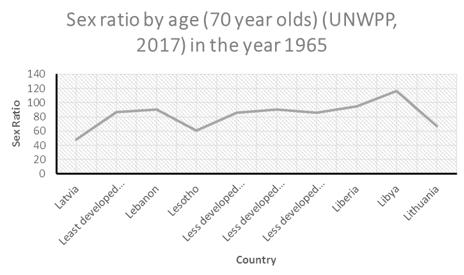 Sex ratio by age (70 year olds) (UNWPP,
2017) in the year 1965
140
120
100
80
60
40
20
0
Sex Ratio
Latvia
Least developed...
Lebanon
Lesotho
Less developed...
Less developed...
Less developed...
Liberia
Libya
Lithuania
Country